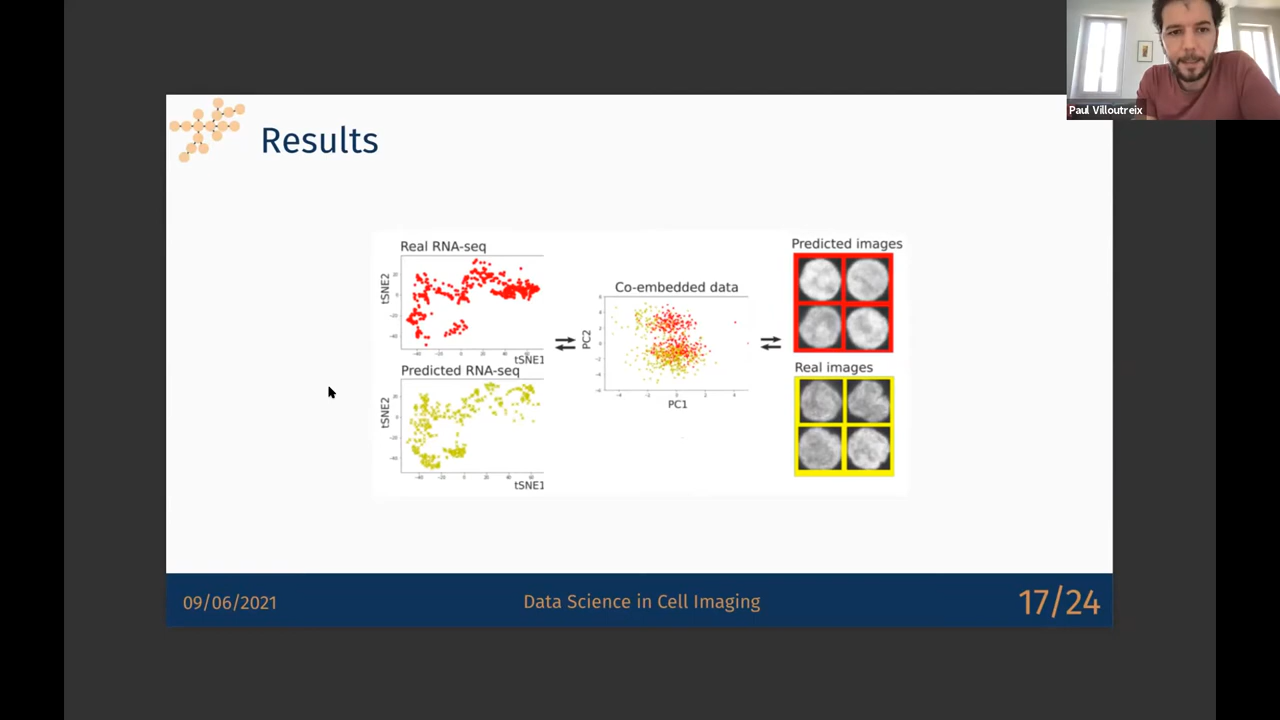 Paul Villoutreix
Results
Real RNA-seq
tSNE2
tSNE1
Predicted RNA-seq
tSNE2
tSNE1
Co-embedded data
PC2
PC1
Predicted images
Real images
09/06/2021
Data Science in Cell Imaging
17/24